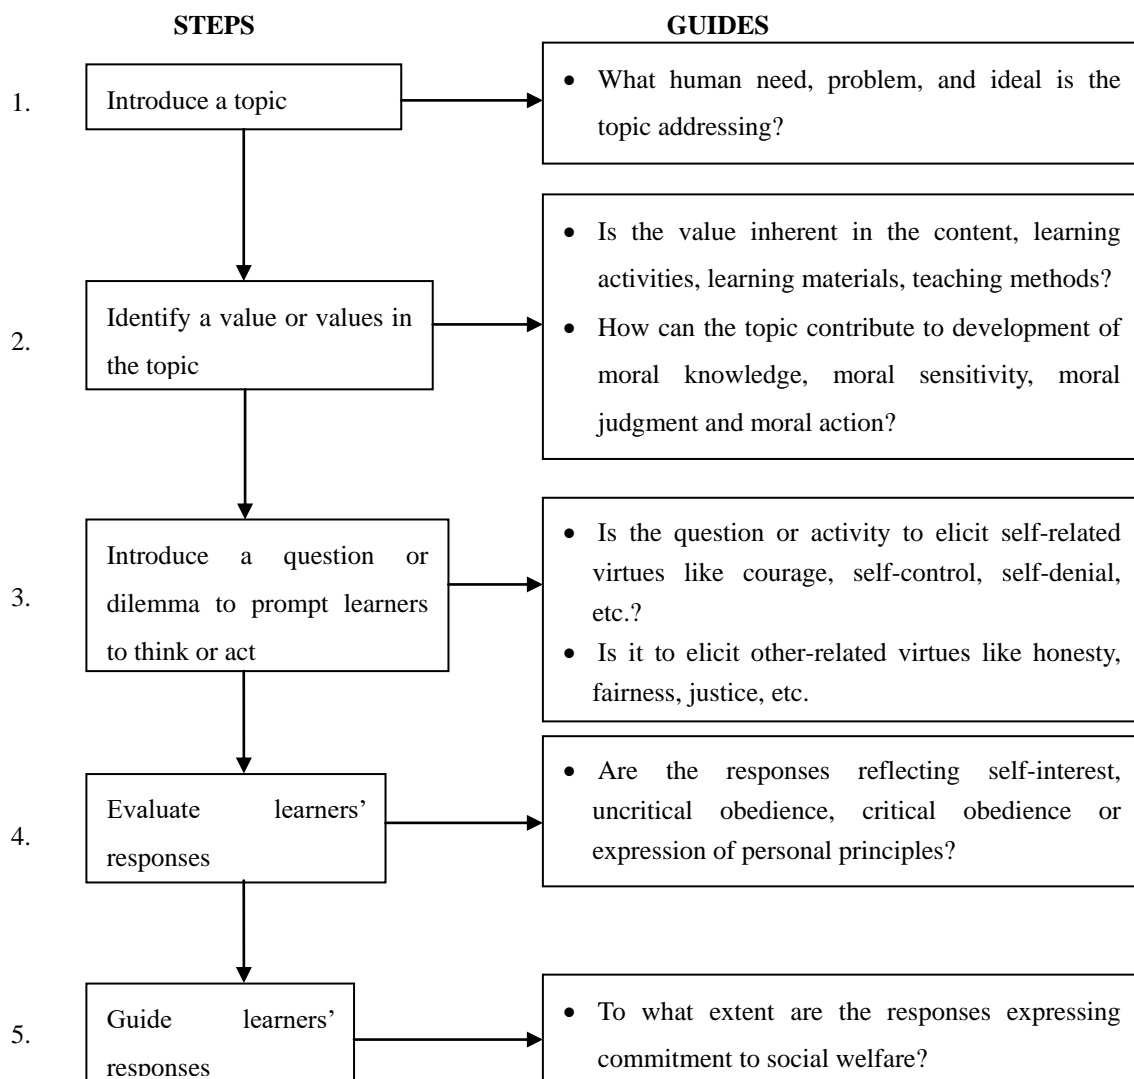 STEPS GUIDES
1.
Introduce a topic
• What human need, problem, and ideal is the
topic addressing?
2.
Identify a value or values in
the topic
• Is the value inherent in the content, learning
activities, learning materials, teaching methods?
• How can the topic contribute to development of
moral knowledge, moral sensitivity, moral
judgment and moral action?
3.
Introduce a question or
dilemma to prompt learners
to think or act
• Is the question or activity to elicit self-related
virtues like courage, self-control, self-denial,
etc.?
• Is it to elicit other-related virtues like honesty,
fairness, justice, etc.
4.
Evaluate learners’
responses
• Are the responses reflecting self-interest,
uncritical obedience, critical obedience or
expression of personal principles?
5.
Guide learners’
responses
• To what extent are the responses expressing
commitment to social welfare?